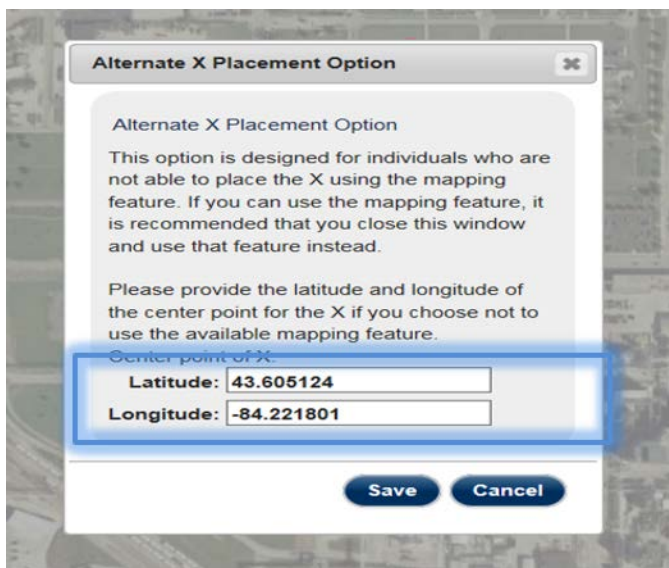 Alternate X Placement Option
Alternate X Placement Option
This option is designed for individuals who are
not able to place the X using the mapping
feature. If you can use the mapping feature, it
is recommended that you close this window
and use that feature instead.
Please provide the latitude and longitude of
the center point for the X if you choose not to
use the available mapping feature.
Center point of X:
Latitude: 43.605124
Longitude: -84.221801
Save Cancel